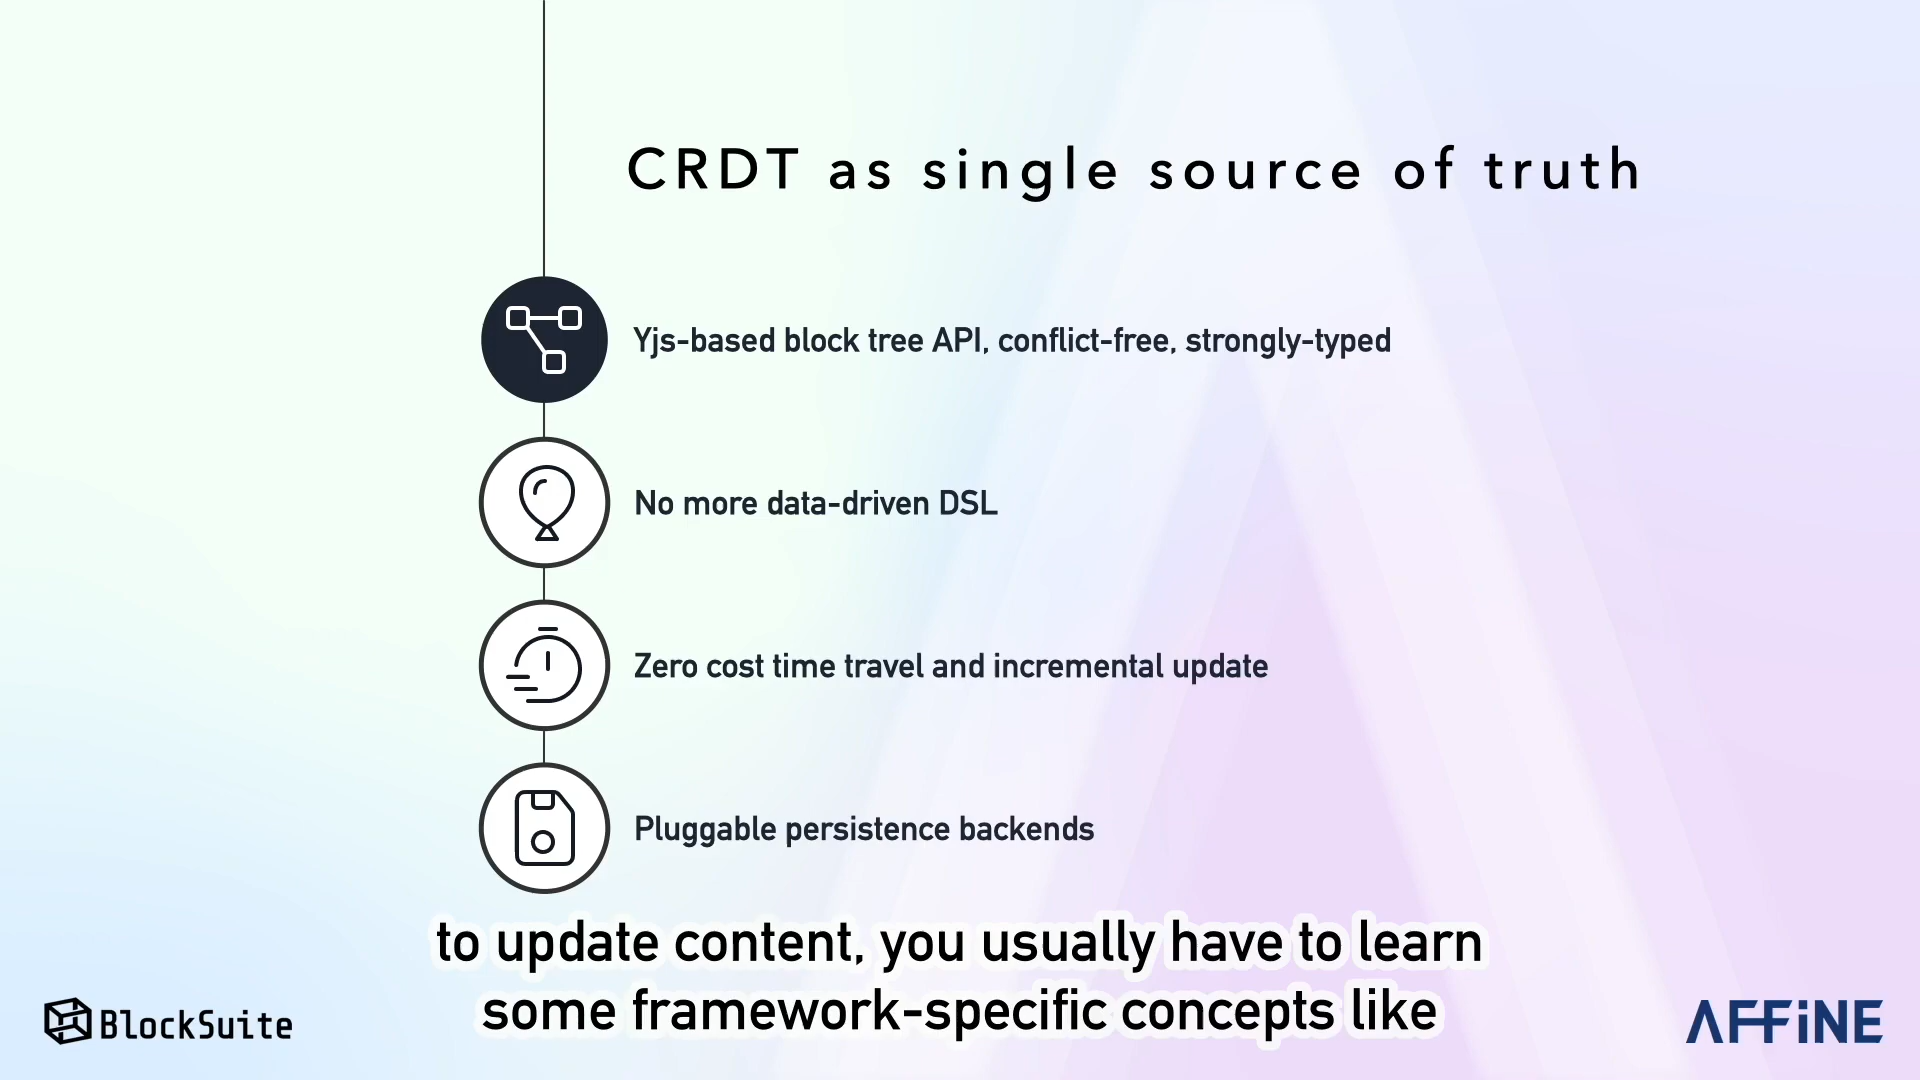 CRDT as single source of truth
Yjs-based block tree API, conflict-free, strongly-typed
No more data-driven DSL
Zero cost time travel and incremental update
Pluggable persistence backends
to update content, you usually have to learn
some framework-specific concepts like
BlockSuite
AFFiNE